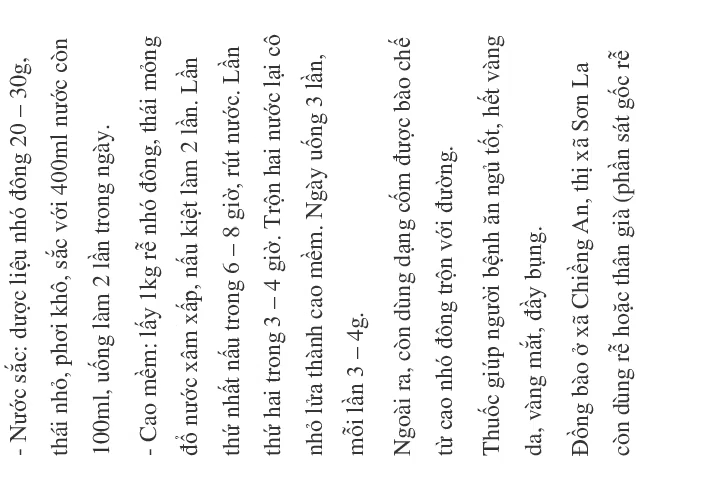 - Nước sắc: dược liệu nhó đông 20 – 30g,
thái nhỏ, phơi khô, sắc với 400ml nước còn
100ml, uống làm 2 lần trong ngày.
- Cao mềm: lấy 1kg rễ nhó đông, thái mỏng
đổ nước xâm xấp, nấu kiệt làm 2 lần. Lần
thứ nhất nấu trong 6 – 8 giờ, rút nước. Lần
thứ hai trong 3 – 4 giờ. Trộn hai nước lại cô
nhỏ lửa thành cao mềm. Ngày uống 3 lần,
mỗi lần 3 – 4g.
Ngoài ra, còn dùng dạng cốm được bào chế
từ cao nhó đông trộn với đường.
Thuốc giúp người bệnh ăn ngủ tốt, hết vàng
da, vàng mắt, đầy bụng.
Đồng bào ở xã Chiềng An, thị xã Sơn La
còn dùng rễ hoặc thân già (phần sát gốc rễ